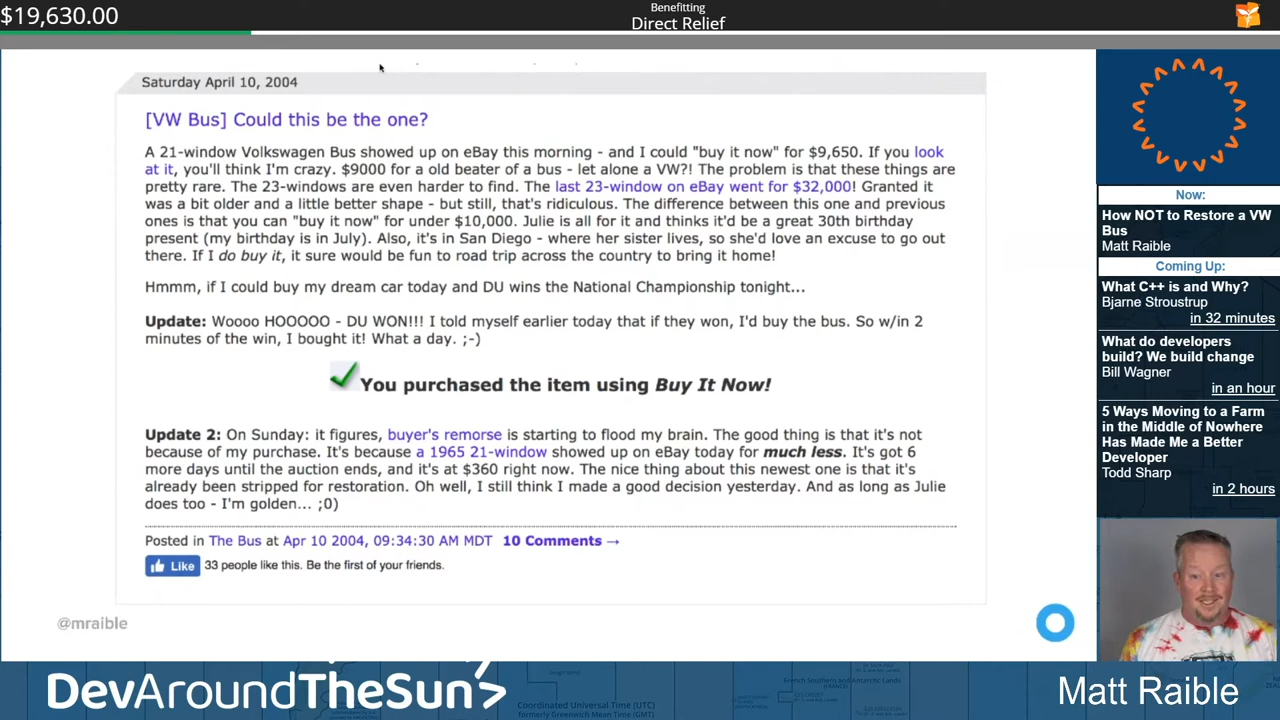 $19,630.00
Benefitting
Direct Relief
Saturday April 10, 2004
[VW Bus] Could this be the one?
A 21-window Volkswagen Bus showed up on eBay this morning - and I could "buy it now" for $9,650. If you look
at it, you'll think I'm crazy. $9000 for a old beater of a bus - let alone a VW?! The problem is that these things are
pretty rare. The 23-windows are even harder to find. The last 23-window on eBay went for $32,000! Granted it
was a bit older and a little better shape - but still, that's ridiculous. The difference between this one and previous
ones is that you can "buy it now" for under $10,000. Julie is all for it and thinks it'd be a great 30th birthday
present (my birthday is in July). Also, it's in San Diego - where her sister lives, so she'd love an excuse to go out
there. If I do buy it, it sure would be fun to road trip across the country to bring it home!
Hmmm, if I could buy my dream car today and DU wins the National Championship tonight...
Update: Woooo HOOOOO - DU WON!!! I told myself earlier today that if they won, I'd buy the bus. So w/in 2
minutes of the win, I bought it! What a day. ;-)
You purchased the item using Buy It Now!
Update 2: On Sunday: it figures, buyer's remorse is starting to flood my brain. The good thing is that it's not
because of my purchase. It's because a 1965 21-window showed up on eBay today for much less. It's got 6
more days until the auction ends, and it's at $360 right now. The nice thing about this newest one is that it's
already been stripped for restoration. Oh well, I still think I made a good decision yesterday. And as long as Julie
does too - I'm golden... ;0)
Posted in The Bus at Apr 10 2004, 09:34:30 AM MDT 10 Comments →
Like 33 people like this. Be the first of your friends.
@mraible
Now:
How NOT to Restore a VW
Bus
Matt Raible
Coming Up:
What C++ is and Why?
Bjarne Stroustrup
in 32 minutes
What do developers
build? We build change
Bill Wagner
in an hour
5 Ways Moving to a Farm
in the Middle of Nowhere
Has Made Me a Better
Developer
Todd Sharp
in 2 hours
DevAroundTheSun
Coordinated Universal Time (UTC)
formerly Greenwich Mean Time (GMT)
French Southern and Antarctic Lands
(FRANCE)
Matt Raible